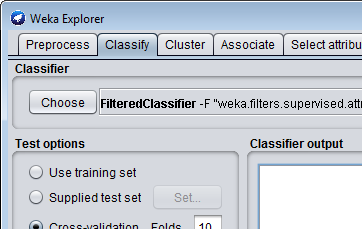 Weka Explorer
Preprocess Classify Cluster Associate Select attribu
Classifier
Choose FilteredClassifier -F "weka.filters.supervised.attr
Test options Classifier output
Use training set
Supplied test set Set...
Cross-validation Folds 10